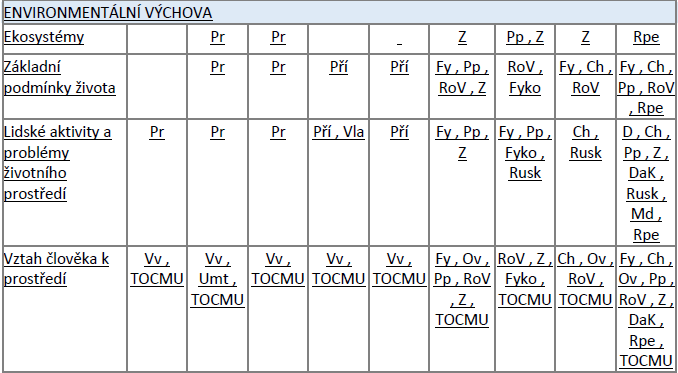 ENVIRONMENTÁLNÍ VÝCHOVA
Ekosystémy Pr Pr - Z Pp , Z Z Rpe
Základní Pr Pr Pří Pří Fy , Pp , RoV , Fy , Ch , Fy , Ch ,
podmínky života RoV , Z Fyko RoV Pp , RoV
, Rpe
Lidské aktivity a Pr Pr Pr Pří , Vla Pří Fy , Pp , Fy , Pp , Ch , D , Ch ,
problémy Z Fyko , Rusk Pp , Z ,
životního Rusk DaK ,
prostředí Rusk ,
Md ,
Rpe
Vztah člověka k Vv , Vv , Vv , Vv , Vv , Fy , Ov , RoV , Z , Ch , Ov , Fy , Ch ,
prostředí TOCMU Umt , TOCMU TOCMU TOCMU Pp , RoV Fyko , RoV , Ov , Pp ,
TOCMU , Z , TOCMU TOCMU RoV , Z ,
TOCMU DaK ,
Rpe ,
TOCMU